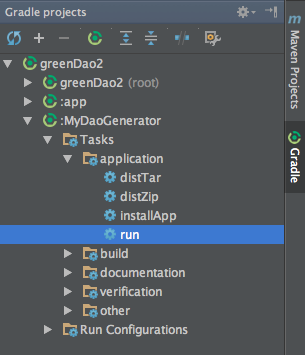 Gradle projects
greenDao2
greenDao2 (root)
:app
:MyDaoGenerator
Tasks
application
distTar
distZip
installApp
run
build
documentation
verification
other
Run Configurations
m
Maven Projects
Gradle